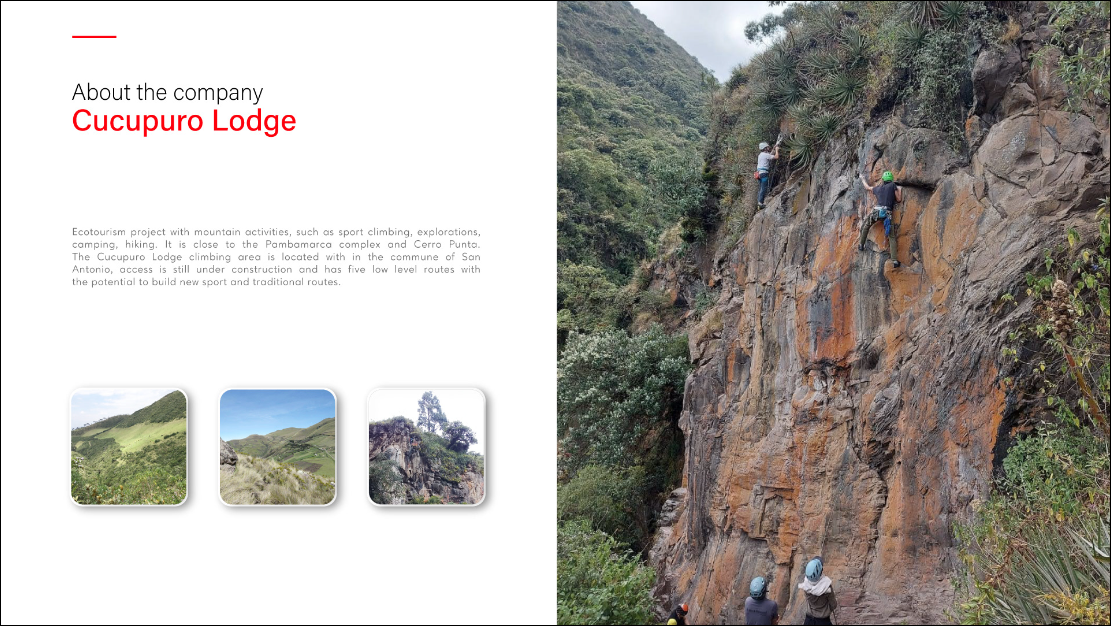 About the company
Cucupuro Lodge
Ecotourism project with mountain activities, such as sport climbing, explorations,
camping, hiking. It is close to the Pambamarca complex and Cerro Punta.
The Cucupuro Lodge climbing area is located with in the commune of San
Antonio, access is still under construction and has five low level routes with
the potential to build new sport and traditional routes.